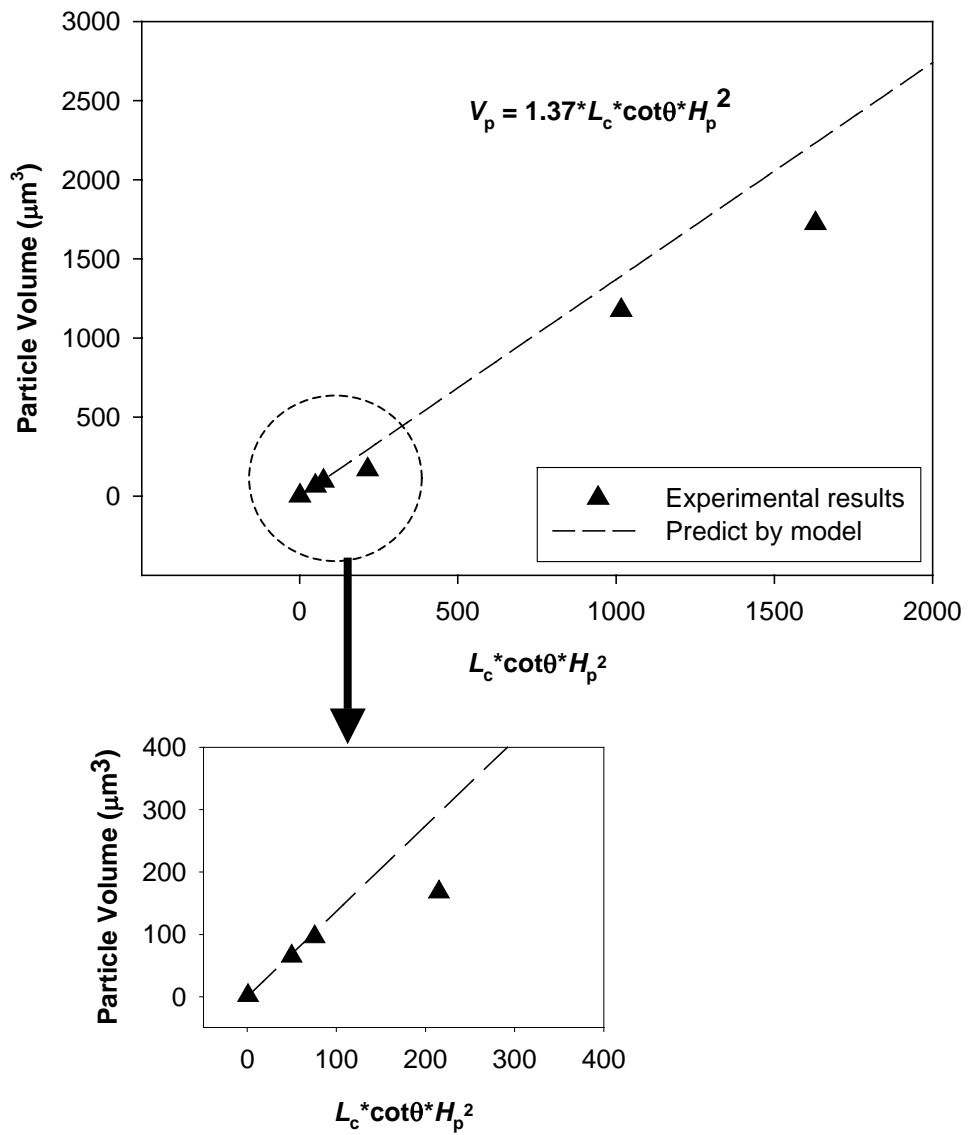 3000
2500
2000
1500
1000
500
0
Particle Volume (μm³)
Vp = 1.37*Lc*cotθ*Hp²
Experimental results
Predict by model
0 500 1000 1500 2000
Lc*cotθ*Hp²
400
300
200
100
0
Particle Volume (μm³)
0 100 200 300 400
Lc*cotθ*Hp²